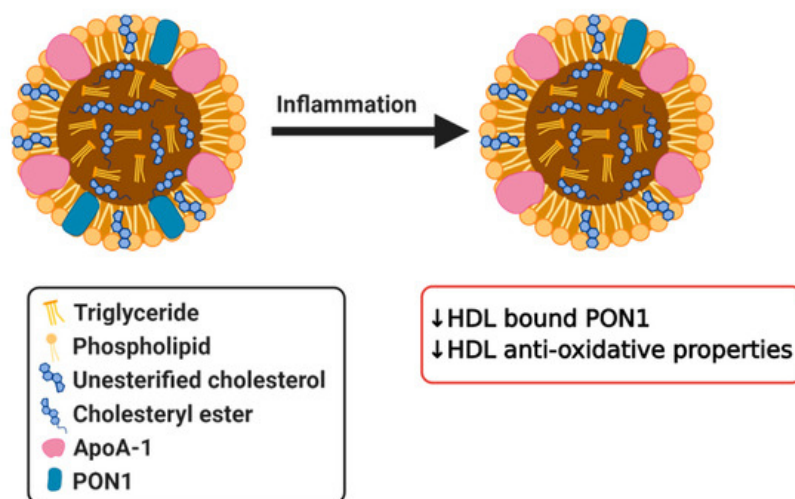 Inflammation
Triglyceride
Phospholipid
Unesterified cholesterol
Cholesteryl ester
ApoA-1
PON1
↓HDL bound PON1
↓HDL anti-oxidative properties